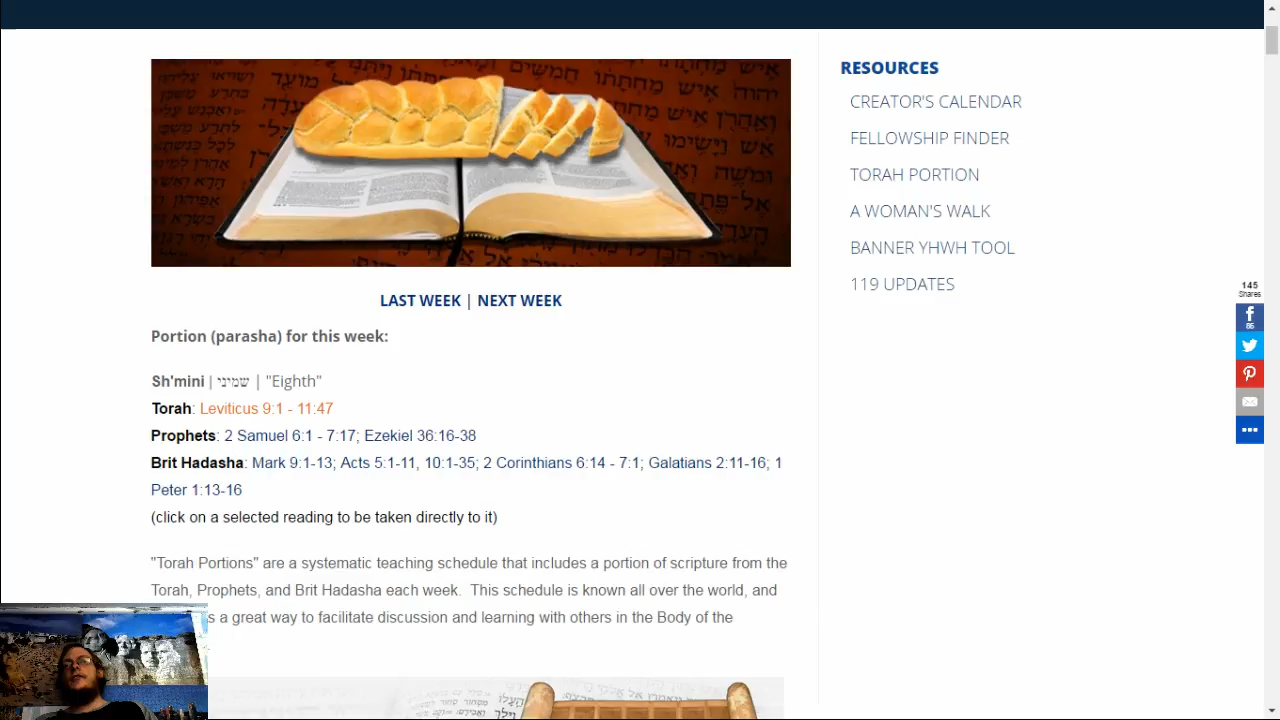 RESOURCES
CREATOR'S CALENDAR
FELLOWSHIP FINDER
TORAH PORTION
A WOMAN'S WALK
BANNER YHWH TOOL
119 UPDATES
145
Shares
86
LAST WEEK | NEXT WEEK
Portion (parasha) for this week:
Sh'mini | שמיני | "Eighth"
Torah: Leviticus 9:1 - 11:47
Prophets: 2 Samuel 6:1 - 7:17; Ezekiel 36:16-38
Brit Hadasha: Mark 9:1-13; Acts 5:1-11, 10:1-35; 2 Corinthians 6:14 - 7:1; Galatians 2:11-16; 1
Peter 1:13-16
(click on a selected reading to be taken directly to it)
"Torah Portions" are a systematic teaching schedule that includes a portion of scripture from the
Torah, Prophets, and Brit Hadasha each week. This schedule is known all over the world, and
a great way to facilitate discussion and learning with others in the Body of the